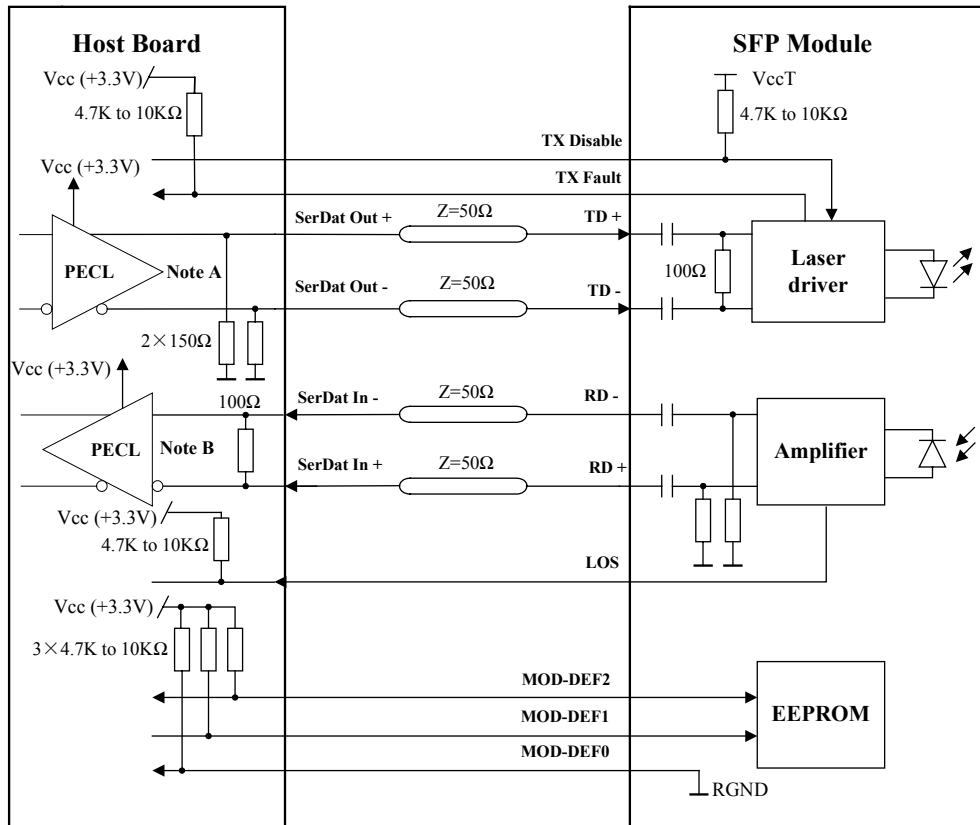 Host Board
SFP Module
Vcc (+3.3V)
4.7K to 10KΩ
VccT
4.7K to 10KΩ
TX Disable
Vcc (+3.3V)
TX Fault
SerDat Out +
Z=50Ω
TD +
PECL
Note A
100Ω
Laser
driver
SerDat Out -
Z=50Ω
TD -
2×150Ω
Vcc (+3.3V)
100Ω
SerDat In -
Z=50Ω
RD -
PECL
Note B
Amplifier
SerDat In +
Z=50Ω
RD +
Vcc (+3.3V)
4.7K to 10KΩ
LOS
Vcc (+3.3V)
3×4.7K to 10KΩ
MOD-DEF2
EEPROM
MOD-DEF1
MOD-DEF0
RGND